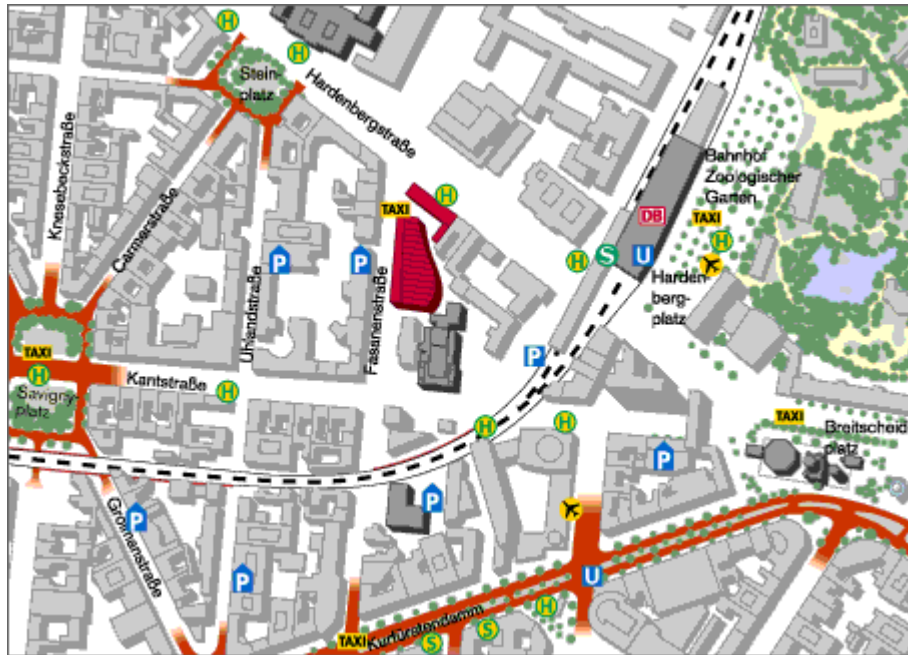 H
H
Stein-
platz
Hardenbergstraße
Knesebeckstraße
Carmerstraße
Uhlandstraße
Fasanenstraße
TAXI
H
Bahnhof
Zoologischer
Garten
DB
TAXI
H
P
P
H
S
U
Harden-
berg-
platz
TAXI
H
Savigny-
platz
Kantstraße
H
P
H
H
TAXI
Breitscheid
platz
P
P
P
Grolmanstraße
P
U
H
TAXI
Kurfürstendamm
S
S